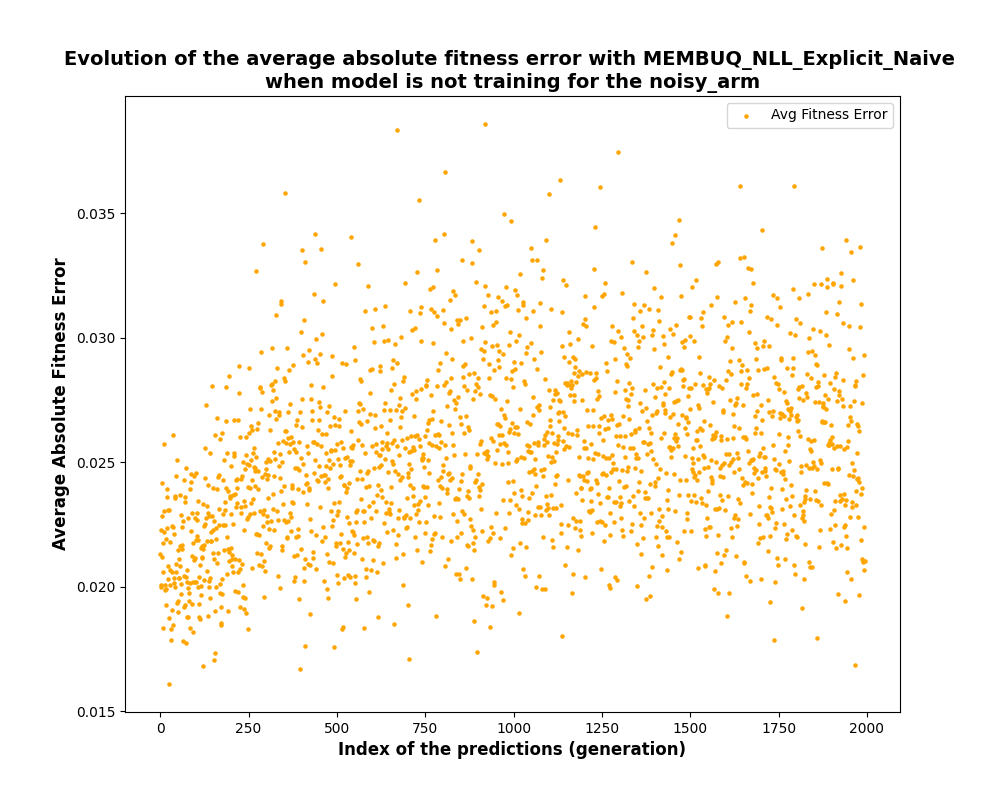 Evolution of the average absolute fitness error with MEMBUQ_NLL_Explicit_Naive
when model is not training for the noisy_arm
Avg Fitness Error
Average Absolute Fitness Error
0.035
0.030
0.025
0.020
0.015
0 250 500 750 1000 1250 1500 1750 2000
Index of the predictions (generation)